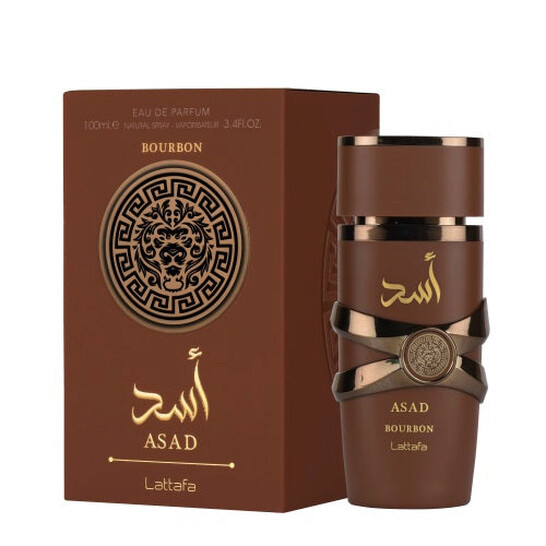 EAU DE PARFUM
100mL℮ NATURAL SPRAY - VAPORISATEUR 3.4FL.OZ.
BOURBON
أسد
ASAD
Lattafa
أسد
ASAD
BOURBON
Lattafa